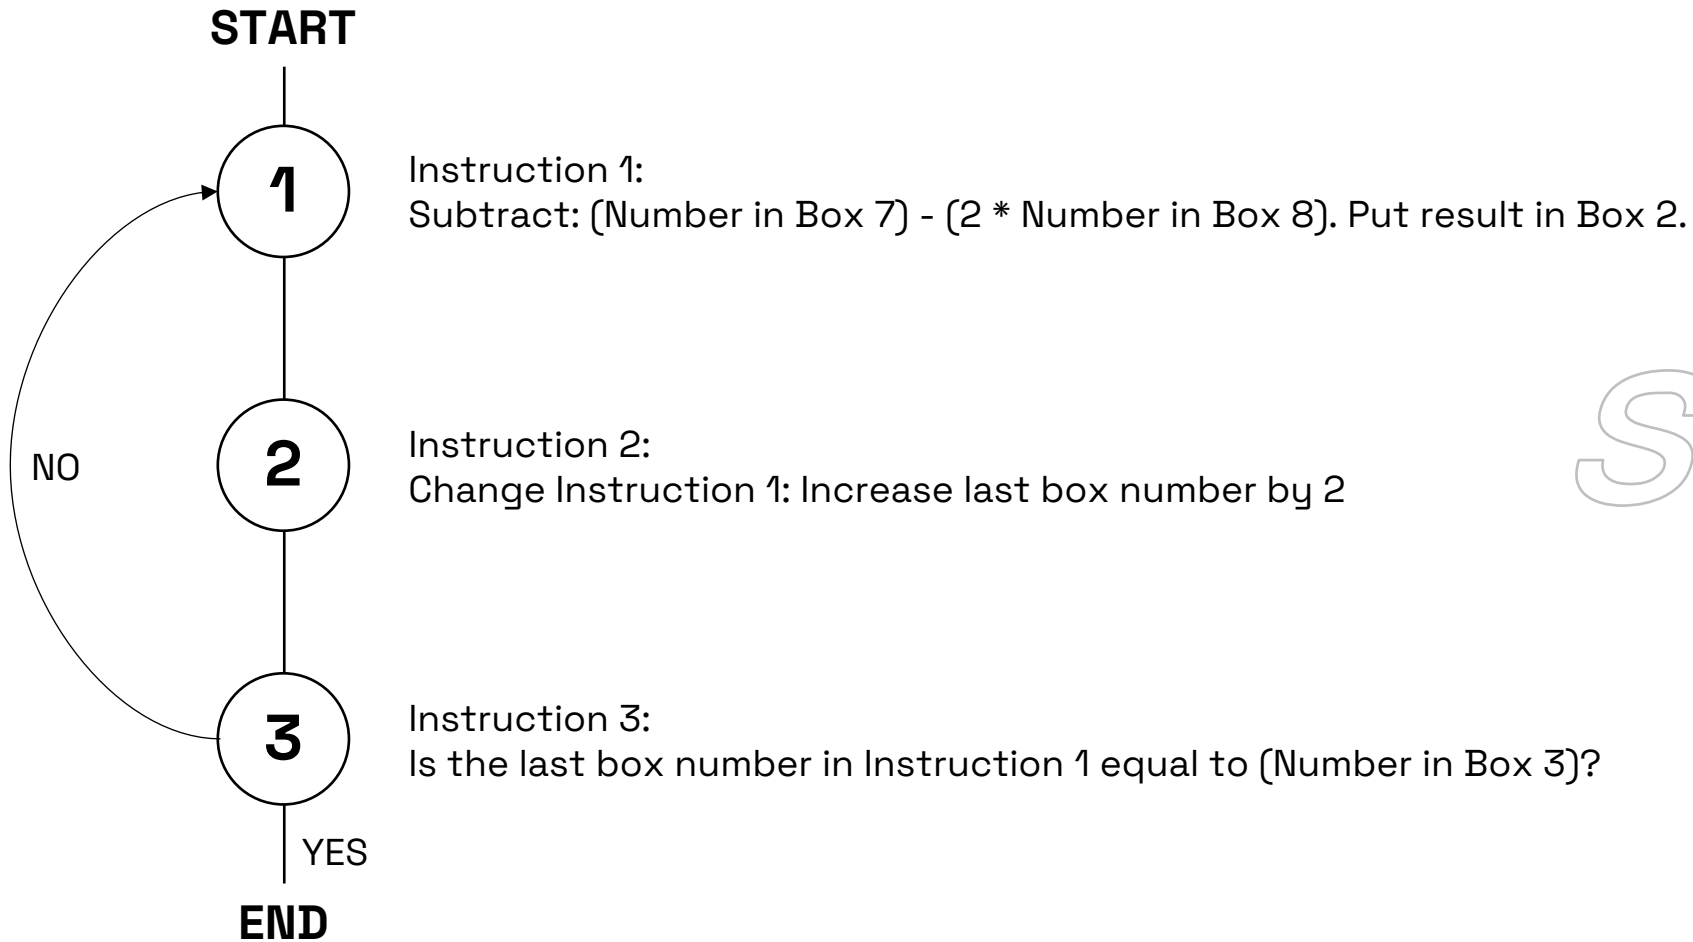 START
1
Instruction 1:
Subtract: (Number in Box 7) - (2 * Number in Box 8). Put result in Box 2.
NO
2
Instruction 2:
Change Instruction 1: Increase last box number by 2
S
3
Instruction 3:
Is the last box number in Instruction 1 equal to (Number in Box 3)?
YES
END